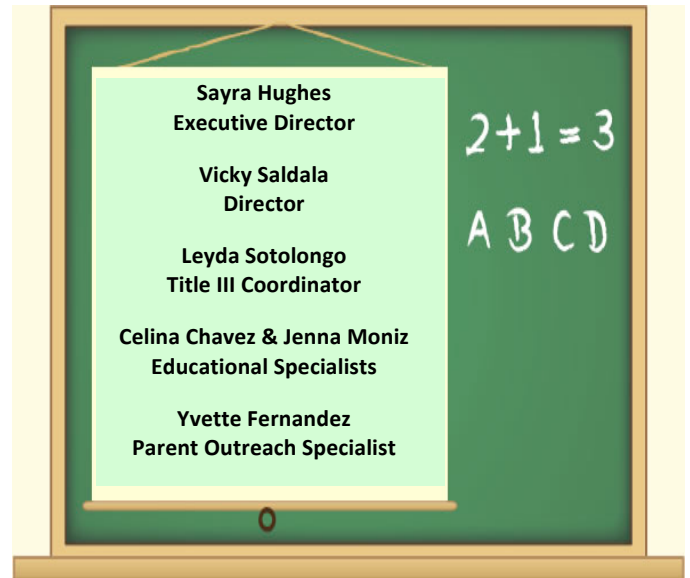 Sayra Hughes
Executive Director
Vicky Saldala
Director
Leyda Sotolongo
Title III Coordinator
Celina Chavez & Jenna Moniz
Educational Specialists
Yvette Fernandez
Parent Outreach Specialist
2+1=3
A B C D